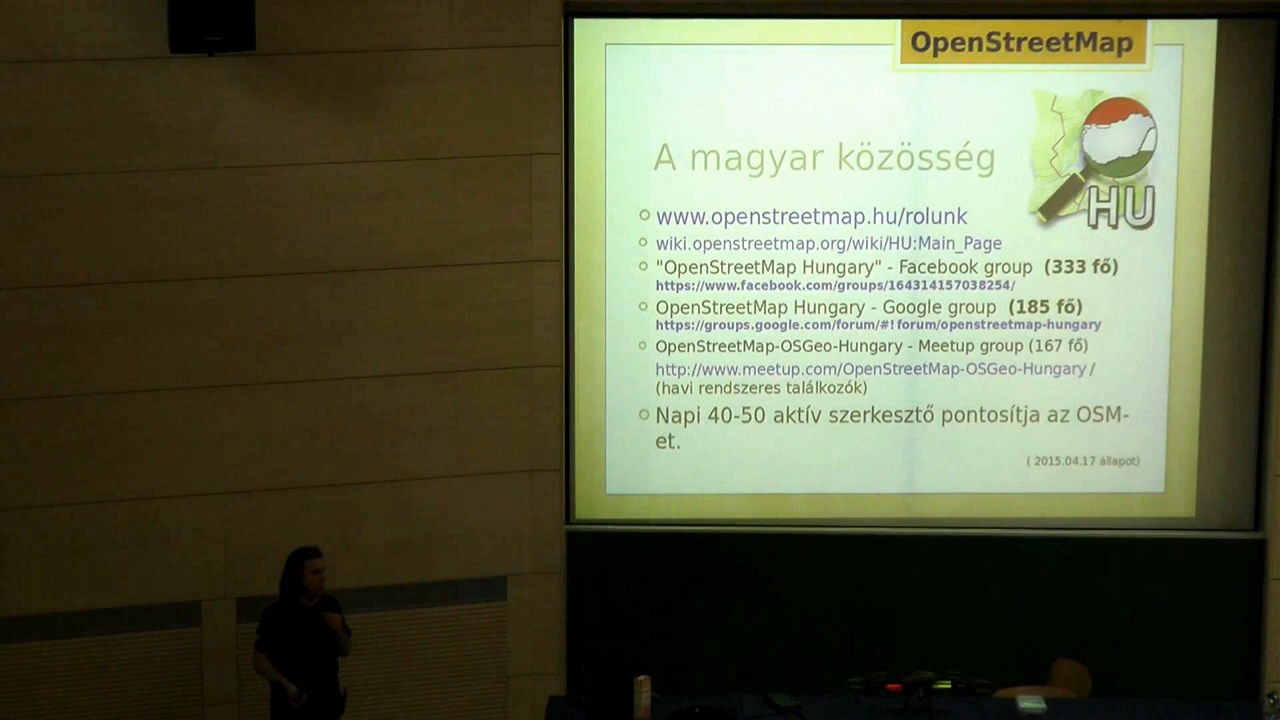 OpenStreetMap
HU
A magyar közösség
www.openstreetmap.hu/rolunk
wiki.openstreetmap.org/wiki/HU:Main_Page
"OpenStreetMap Hungary" - Facebook group (333 fő)
https://www.facebook.com/groups/164314157038254/
OpenStreetMap Hungary - Google group (185 fő)
https://groups.google.com/forum/#!forum/openstreetmap-hungary
OpenStreetMap-OSGeo-Hungary - Meetup group (167 fő)
http://www.meetup.com/OpenStreetMap-OSGeo-Hungary /
(havi rendszeres találkozók)
Napi 40-50 aktív szerkesztő pontosítja az OSM-
et.
( 2015.04.17 állapot)